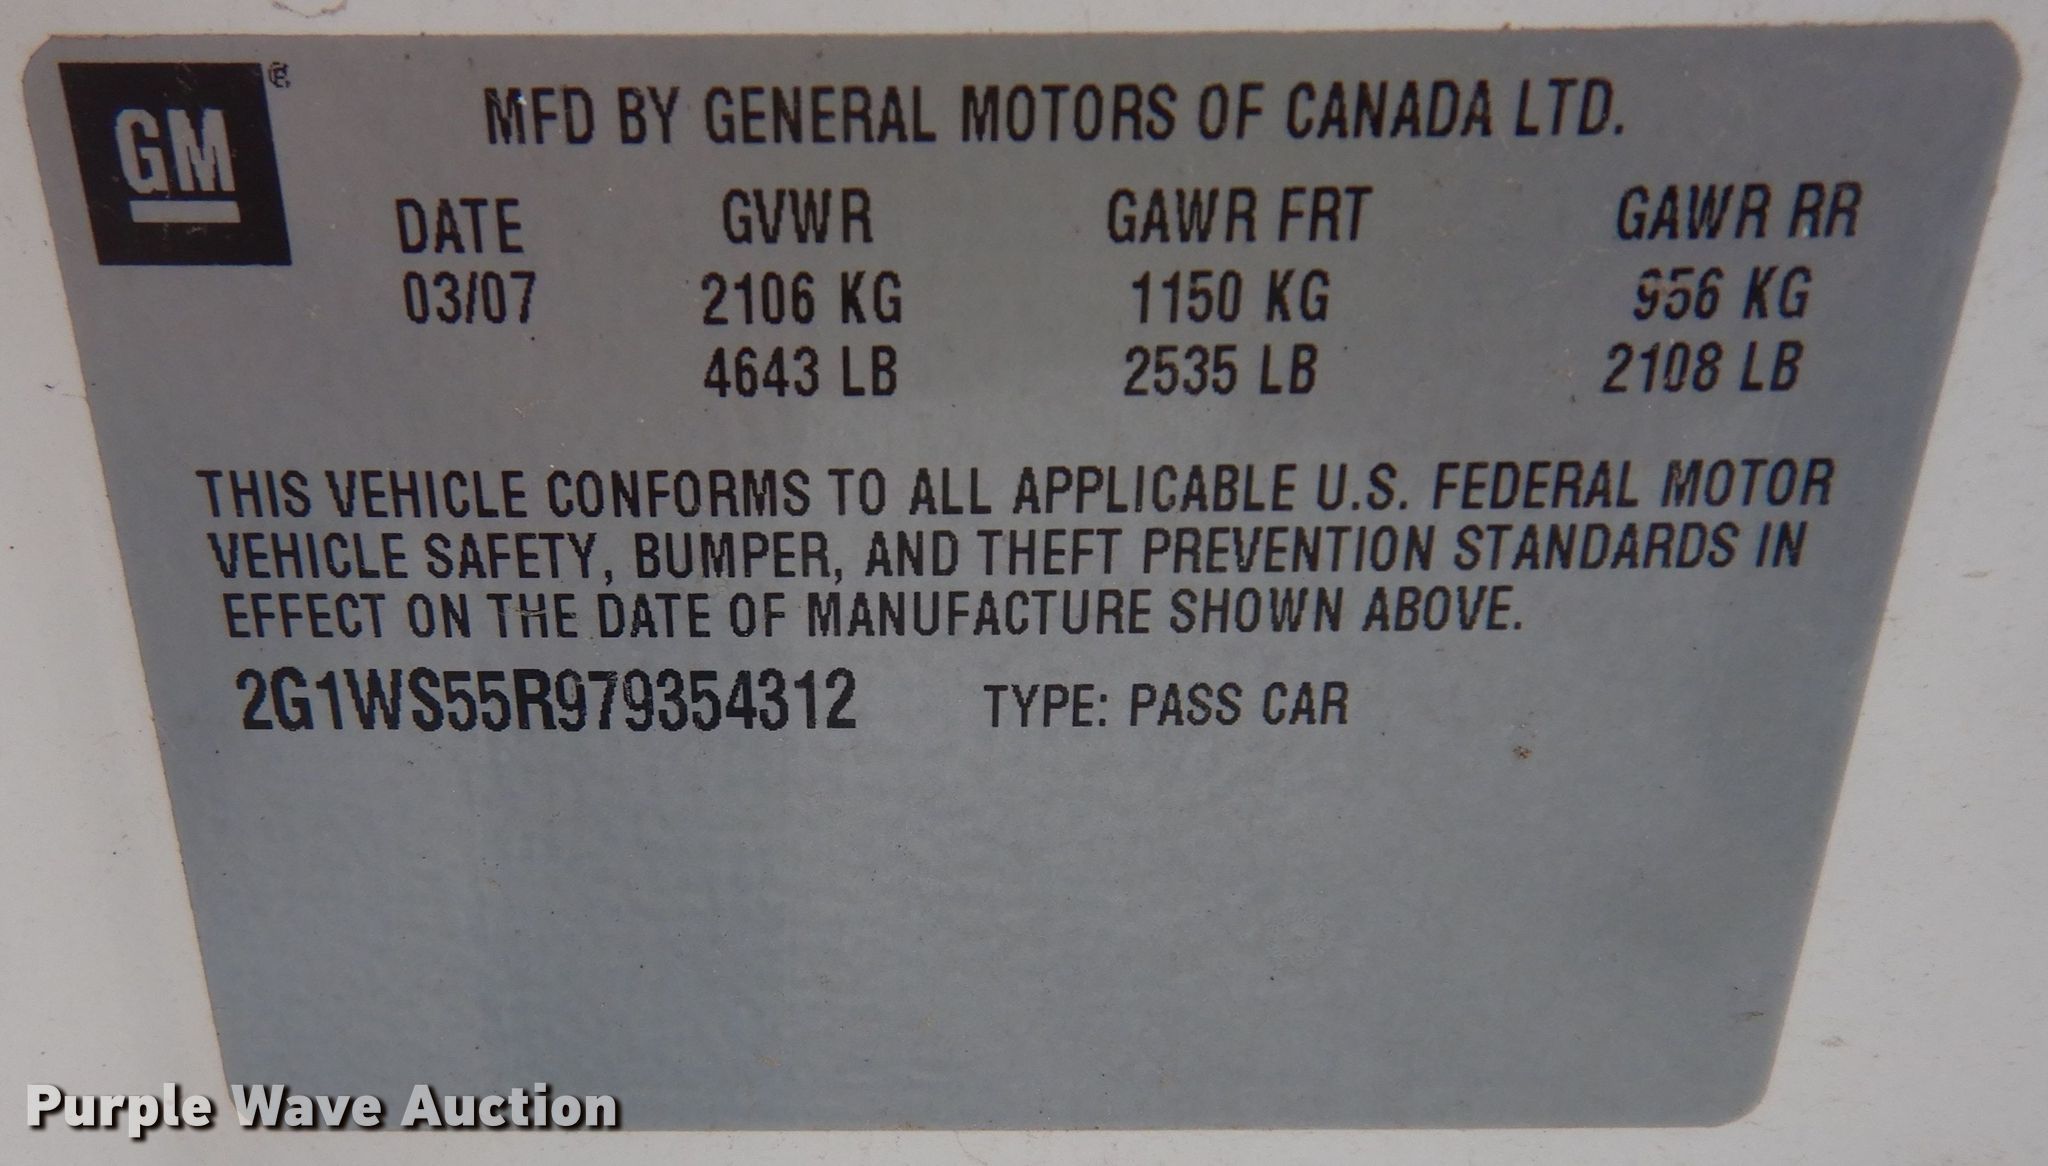 GM ®
MFD BY GENERAL MOTORS OF CANADA LTD.
DATE GVWR GAWR FRT GAWR RR
03/07 2106 KG 1150 KG 956 KG
4643 LB 2535 LB 2108 LB
THIS VEHICLE CONFORMS TO ALL APPLICABLE U.S. FEDERAL MOTOR
VEHICLE SAFETY, BUMPER, AND THEFT PREVENTION STANDARDS IN
EFFECT ON THE DATE OF MANUFACTURE SHOWN ABOVE.
2G1WS55R979354312 TYPE: PASS CAR
Purple Wave Auction